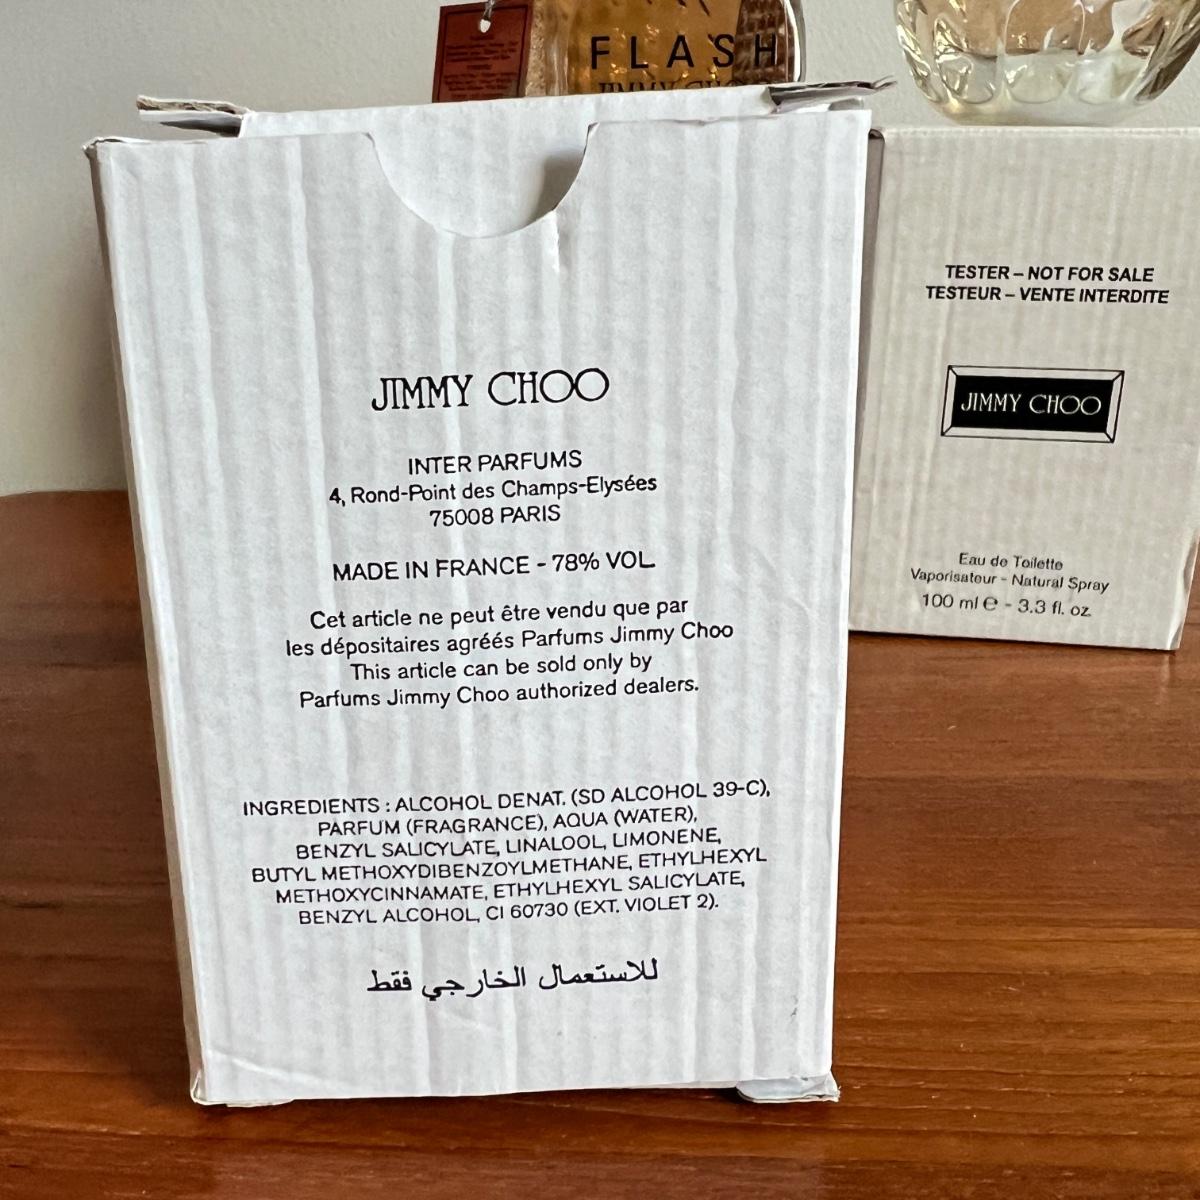 FLASH
JIMMY CHOO
JIMMY CHOO
INTER PARFUMS
4, Rond-Point des Champs-Elysées
75008 PARIS
MADE IN FRANCE - 78% VOL
Cet article ne peut être vendu que par
les dépositaires agréés Parfums Jimmy Choo
This article can be sold only by
Parfums Jimmy Choo authorized dealers.
INGREDIENTS : ALCOHOL DENAT. (SD ALCOHOL 39-C),
PARFUM (FRAGRANCE), AQUA (WATER),
BENZYL SALICYLATE, LINALOOL, LIMONENE,
BUTYL METHOXYDIBENZOYLMETHANE, ETHYLHEXYL
METHOXYCINNAMATE, ETHYLHEXYL SALICYLATE,
BENZYL ALCOHOL, CI 60730 (EXT. VIOLET 2).
للاستعمال الخارجي فقط
TESTER – NOT FOR SALE
TESTEUR – VENTE INTERDITE
JIMMY CHOO
Eau de Toilette
Vaporisateur - Natural Spray
100 ml e - 3.3 fl. oz.